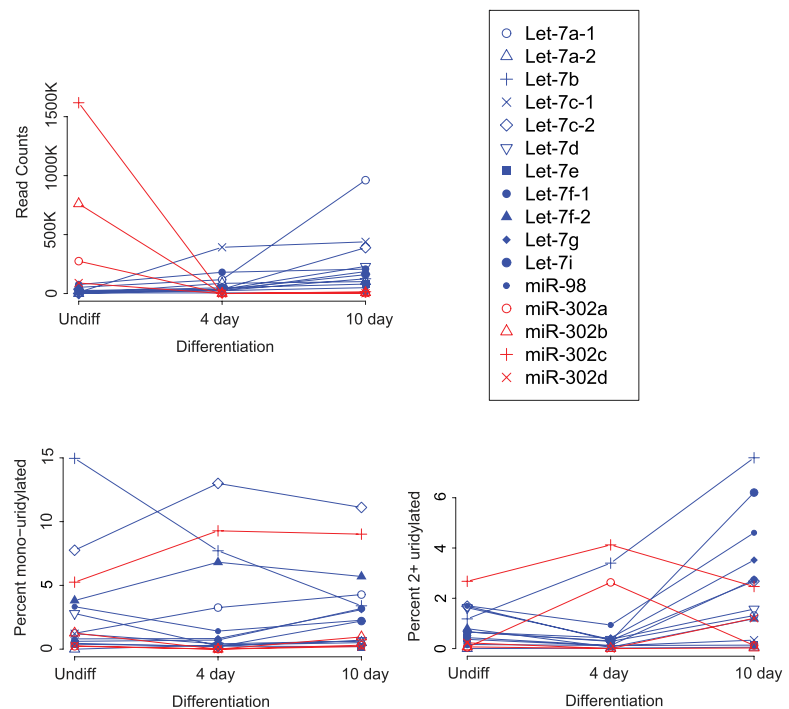 Let-7a-1
Let-7a-2
Let-7b
Let-7c-1
Let-7c-2
Let-7d
Let-7e
Let-7f-1
Let-7f-2
Let-7g
Let-7i
miR-98
miR-302a
miR-302b
miR-302c
miR-302d
Read Counts
1500K
1000K
500K
0
Undiff 4 day 10 day
Differentiation
Percent mono-uridylated
15
10
5
0
Undiff 4 day 10 day
Differentiation
Percent 2+ uridylated
6
4
2
0
Undiff 4 day 10 day
Differentiation